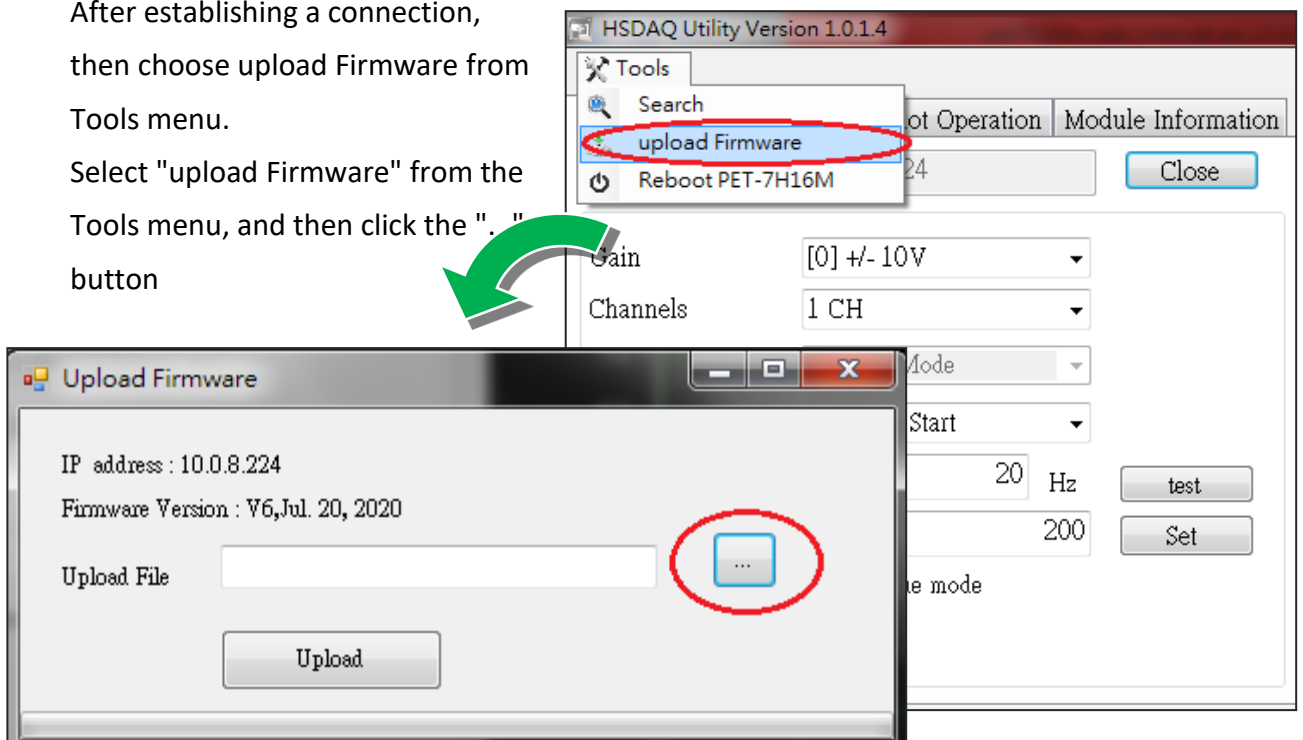 After establishing a connection,
then choose upload Firmware from
Tools menu.
Select "upload Firmware" from the
Tools menu, and then click the ". ."
button
HSDAQ Utility Version 1.0.1.4
Tools
Search
upload Firmware
Reboot PET-7H16M
ot Operation
Module Information
24
Close
Gain
[0] +/- 10V
Channels
1 CH
Mode
Start
20
Hz
test
200
Set
mode
Upload Firmware
IP address : 10.0.8.224
Firmware Version : V6,Jul. 20, 2020
Upload File
...
Upload